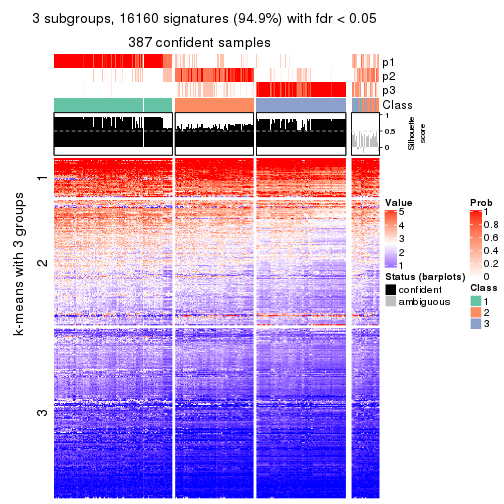 3 subgroups, 16160 signatures (94.9%) with fdr < 0.05
387 confident samples
p1
p2
p3
Class
1
0.5
0
Silhouette
score
k-means with 3 groups
1
2
3
Value
5
4
3
2
1
Status (barplots)
confident
ambiguous
Prob
1
0.8
0.6
0.4
0.2
0
Class
1
2
3